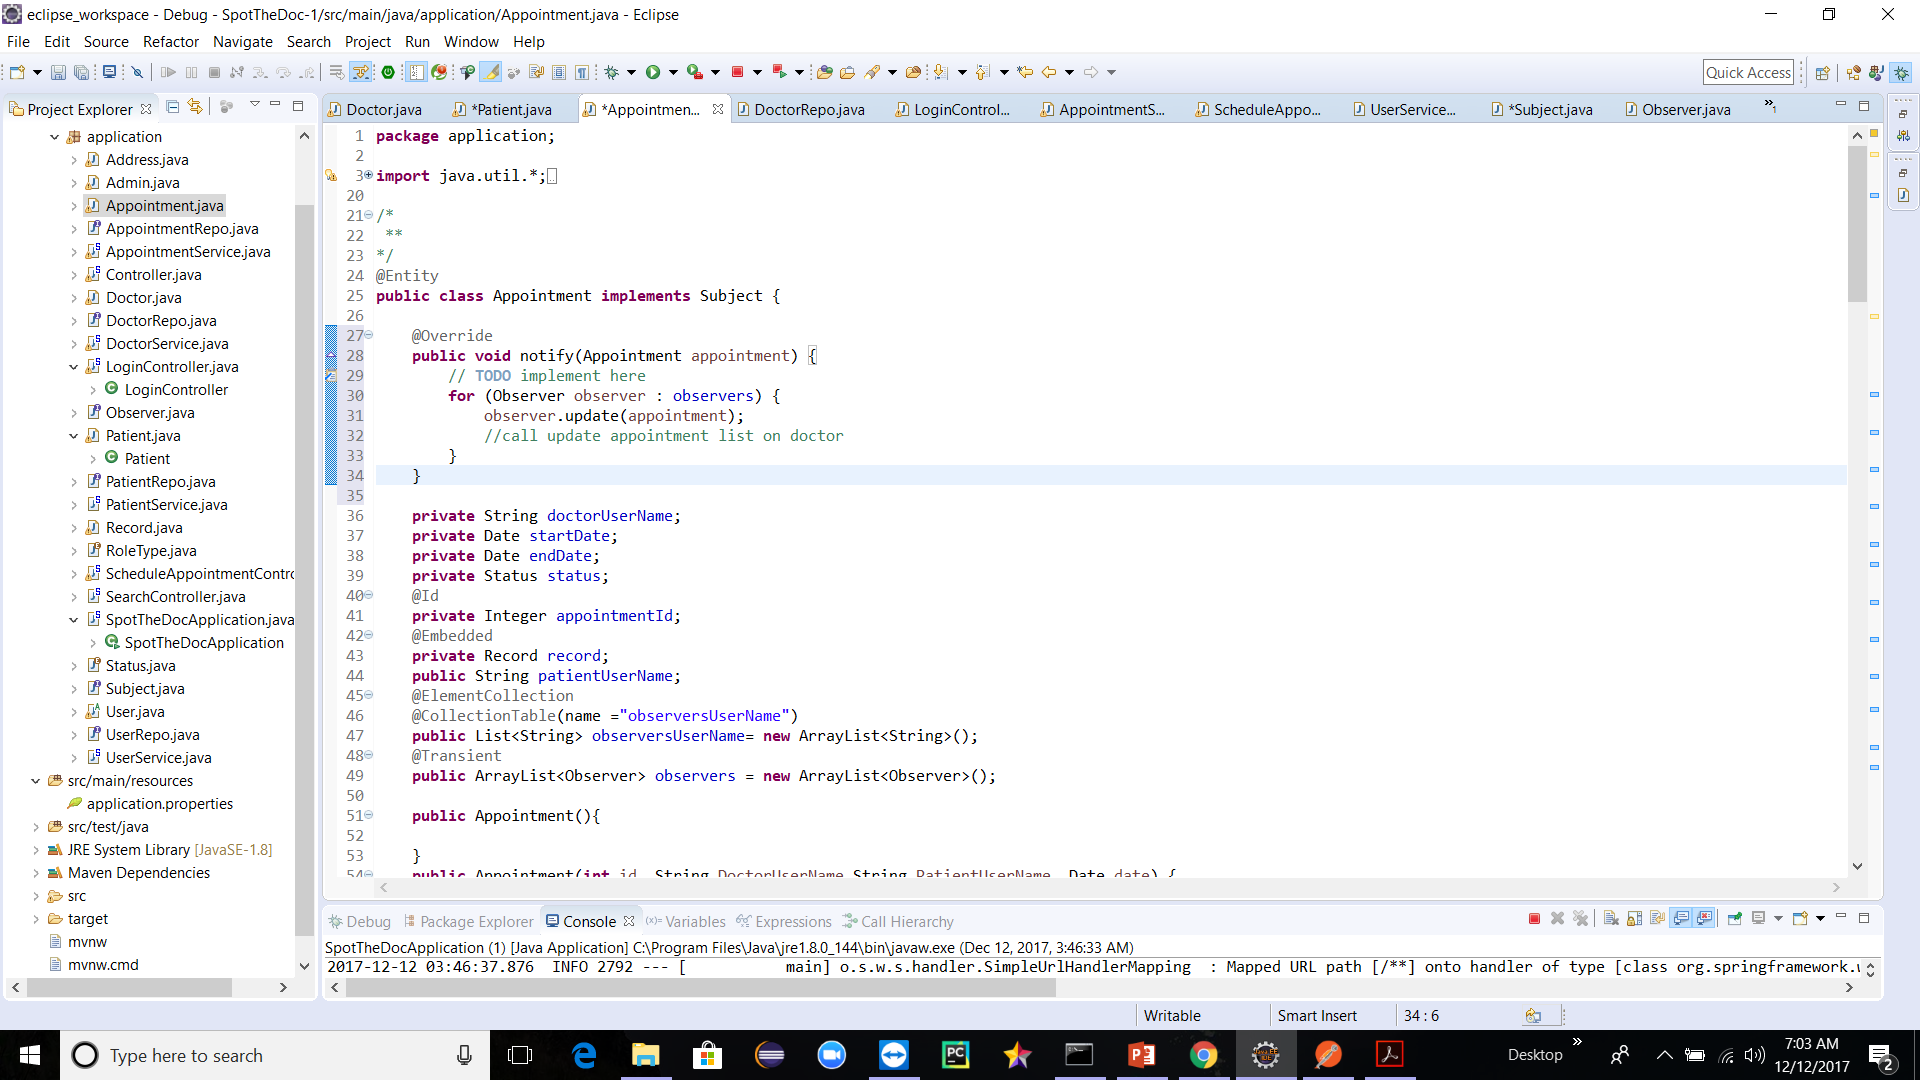 eclipse_workspace - Debug - SpotTheDoc-1/src/main/java/application/Appointment.java - Eclipse
File Edit Source Refactor Navigate Search Project Run Window Help
Quick Access
Project Explorer
Doctor.java *Patient.java *Appointmen... DoctorRepo.java LoginControl... AppointmentS... ScheduleAppo... UserService... *Subject.java Observer.java »1
application
Address.java
Admin.java
Appointment.java
AppointmentRepo.java
AppointmentService.java
Controller.java
Doctor.java
DoctorRepo.java
DoctorService.java
LoginController.java
LoginController
Observer.java
Patient.java
Patient
PatientRepo.java
PatientService.java
Record.java
RoleType.java
ScheduleAppointmentContro
SearchController.java
SpotTheDocApplication.java
SpotTheDocApplication
Status.java
Subject.java
User.java
UserRepo.java
UserService.java
src/main/resources
application.properties
src/test/java
JRE System Library [JavaSE-1.8]
Maven Dependencies
src
target
mvnw
mvnw.cmd
1 package application;
2
3 import java.util.*;
20
21 /*
22 **
23 */
24 @Entity
25 public class Appointment implements Subject {
26
27 @Override
28 public void notify(Appointment appointment) {
29 // TODO implement here
30 for (Observer observer : observers) {
31 observer.update(appointment);
32 //call update appointment list on doctor
33 }
34 }
35
36 private String doctorUserName;
37 private Date startDate;
38 private Date endDate;
39 private Status status;
40 @Id
41 private Integer appointmentId;
42 @Embedded
43 private Record record;
44 public String patientUserName;
45 @ElementCollection
46 @CollectionTable(name ="observersUserName")
47 public List<String> observersUserName= new ArrayList<String>();
48 @Transient
49 public ArrayList<Observer> observers = new ArrayList<Observer>();
50
51 public Appointment(){
52
53 }
54 public Appointment(int id, String DoctorUserName,String PatientUserName, Date date) {
Debug Package Explorer Console Variables Expressions Call Hierarchy
SpotTheDocApplication (1) [Java Application] C:\Program Files\Java\jre1.8.0_144\bin\javaw.exe (Dec 12, 2017, 3:46:33 AM)
2017-12-12 03:46:37.876 INFO 2792 --- [ main] o.s.w.s.handler.SimpleUrlHandlerMapping : Mapped URL path [/**] onto handler of type [class org.springframework.w
Writable Smart Insert 34 : 6
Type here to search
Desktop »
7:03 AM
12/12/2017
2